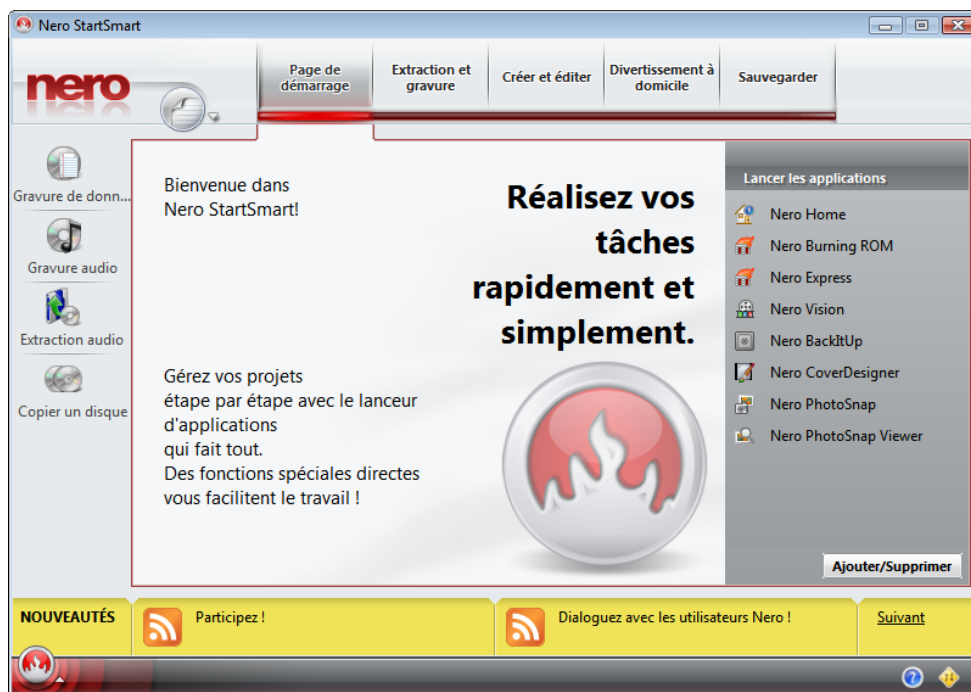 Nero StartSmart
nero
Page de
démarrage
Extraction et
gravure
Créer et éditer
Divertissement à
domicile
Sauvegarder
Gravure de donn...
Gravure audio
Extraction audio
Copier un disque
Bienvenue dans
Nero StartSmart!
Réalisez vos
tâches
rapidement et
simplement.
Gérez vos projets
étape par étape avec le lanceur
d'applications
qui fait tout.
Des fonctions spéciales directes
vous facilitent le travail !
Lancer les applications
Nero Home
Nero Burning ROM
Nero Express
Nero Vision
Nero BackItUp
Nero CoverDesigner
Nero PhotoSnap
Nero PhotoSnap Viewer
Ajouter/Supprimer
NOUVEAUTÉS
Participez !
Dialoguez avec les utilisateurs Nero !
Suivant